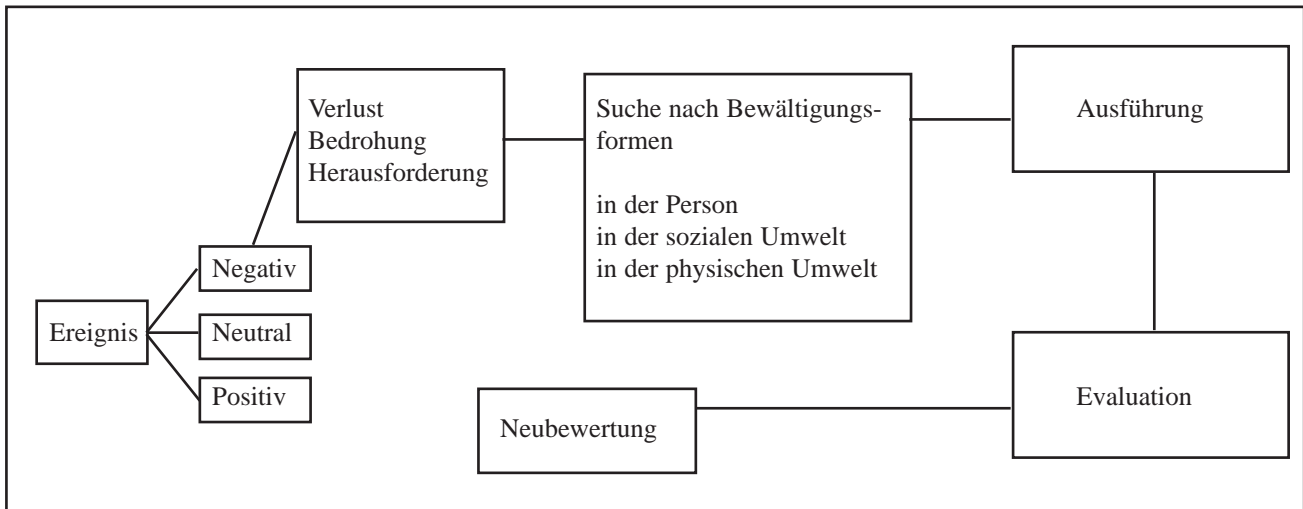 Ereignis
Negativ
Neutral
Positiv
Verlust
Bedrohung
Herausforderung
Suche nach Bewältigungs-
formen
in der Person
in der sozialen Umwelt
in der physischen Umwelt
Ausführung
Evaluation
Neubewertung